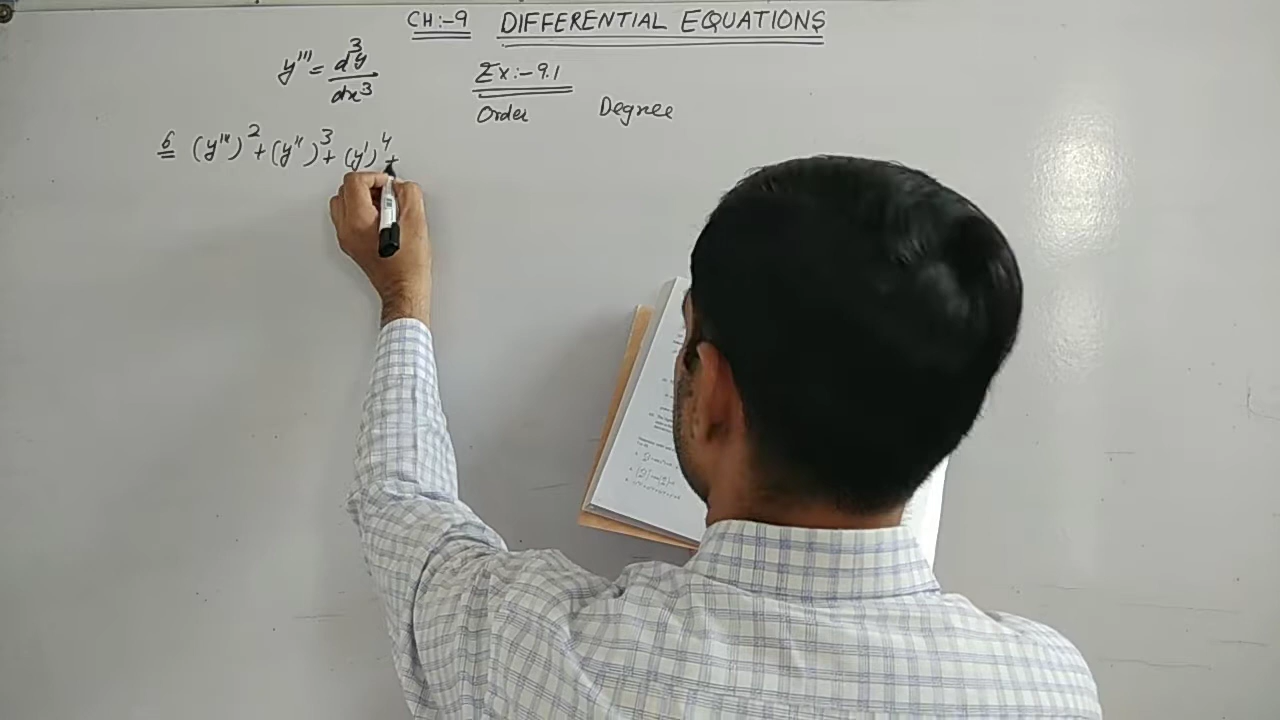 CH:-9 DIFFERENTIAL EQUATIONS
y''' = d³y/dx³
Ex:-9.1
Order Degree
6 (y''')² + (y'')³ + (y')⁴ +